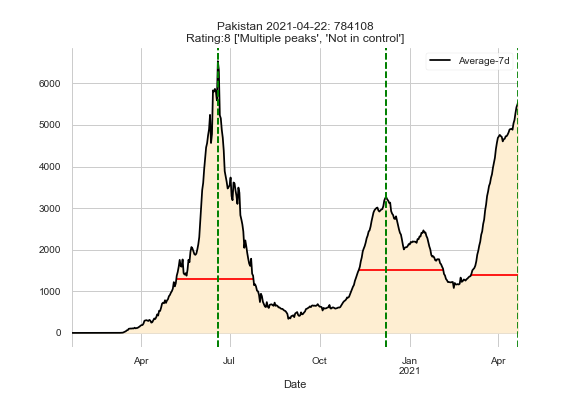 Pakistan 2021-04-22: 784108
Rating:8 ['Multiple peaks', 'Not in control']
Average-7d
6000
5000
4000
3000
2000
1000
0
Apr Jul Oct Jan Apr
2021
Date